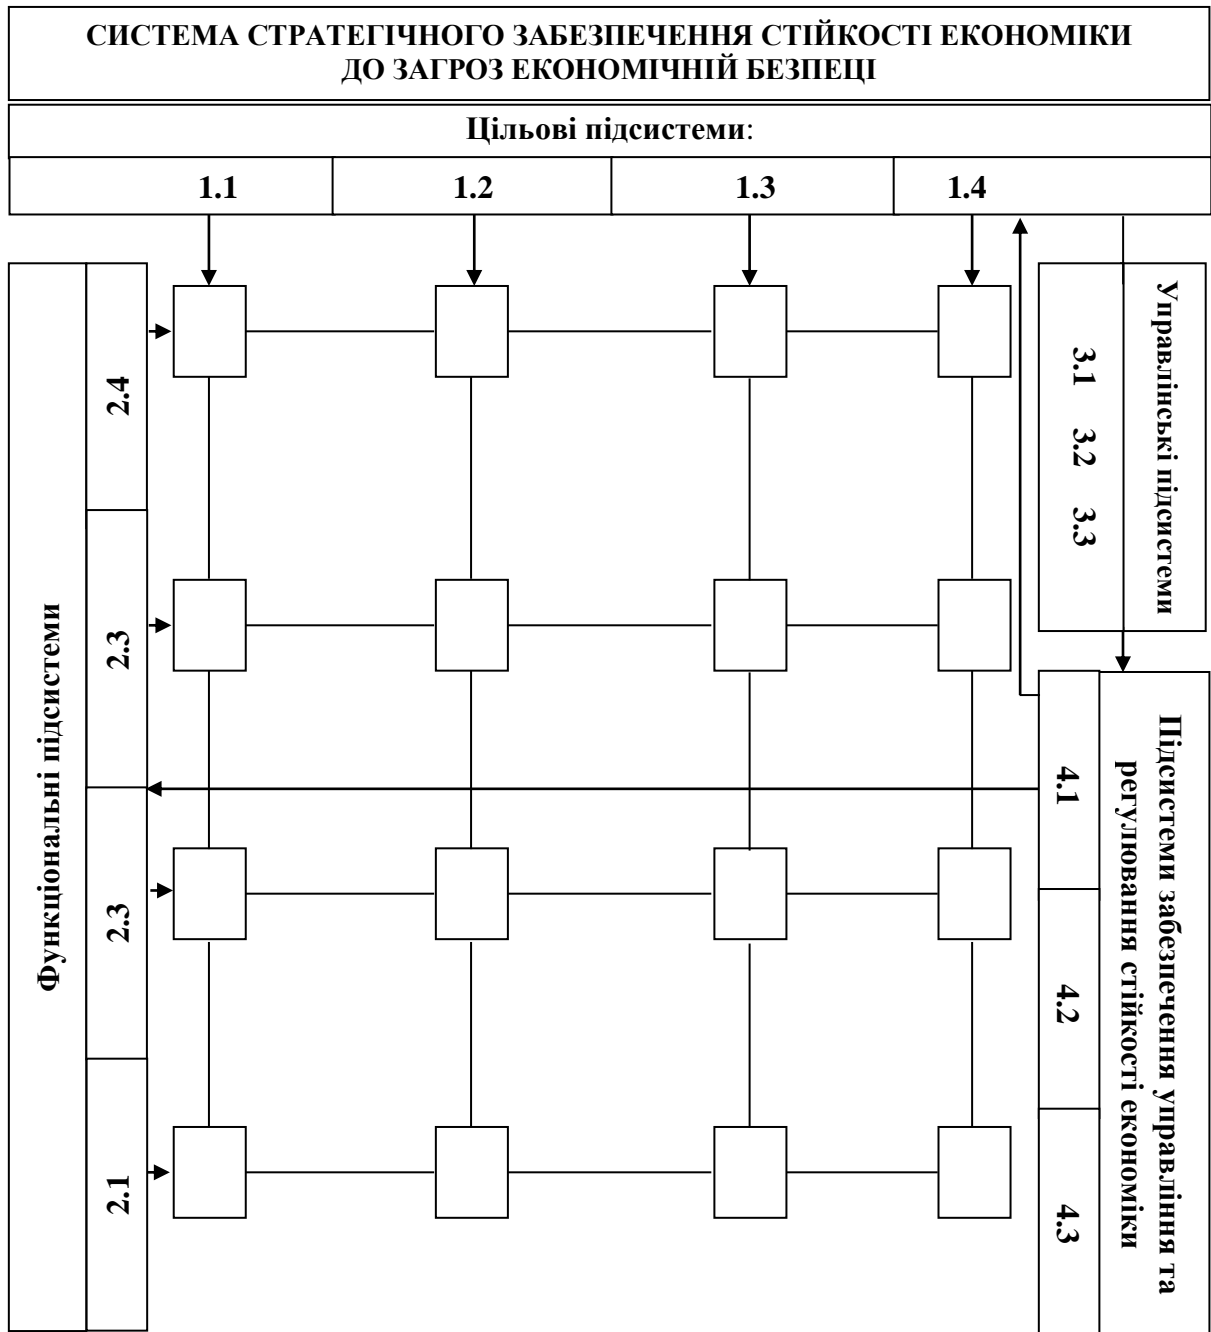 СИСТЕМА СТРАТЕГІЧНОГО ЗАБЕЗПЕЧЕННЯ СТІЙКОСТІ ЕКОНОМІКИ
ДО ЗАГРОЗ ЕКОНОМІЧНІЙ БЕЗПЕЦІ
Цільові підсистеми:
1.1
1.2
1.3
1.4
Функціональні підсистеми
2.4
2.3
2.3
2.1
Управлінські підсистеми
3.1 3.2 3.3
Підсистеми забезпечення управління та
регулювання стійкості економіки
4.1
4.2
4.3